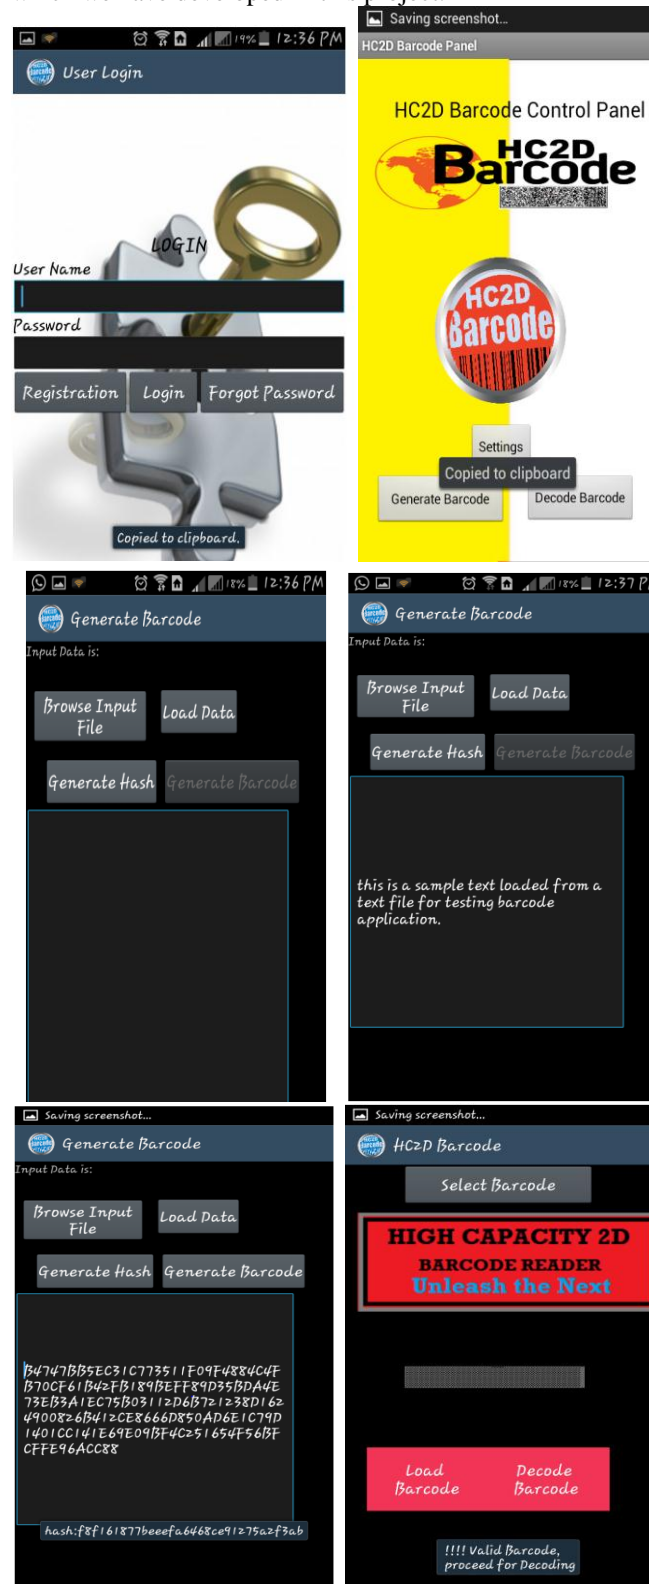 19% 12:36 PM
User Login
LOGIN
User Name
Password
Registration Login Forgot Password
Copied to clipboard.
Saving screenshot...
HC2D Barcode Panel
HC2D Barcode Control Panel
HC2D
Barcode
HC2D
Barcode
Settings
Copied to clipboard
Generate Barcode Decode Barcode
18% 12:36 PM
Generate Barcode
Input Data is:
Browse Input
File
Load Data
Generate Hash Generate Barcode
18% 12:37
Generate Barcode
Input Data is:
Browse Input
File
Load Data
Generate Hash Generate Barcode
this is a sample text loaded from a
text file for testing barcode
application.
Saving screenshot...
Generate Barcode
Input Data is:
Browse Input
File
Load Data
Generate Hash Generate Barcode
B4747BB5EC31C773511F09F4884C4F
B70CF61B42FB189BEFF89D35BDA4E
73EB3A1EC75B03112D6B721238D162
4900826B412CE8666D850AD6E1C79D
1401CC141E69E09BF4C251654F56BF
CFFE96ACC88
hash:f8f161877beeefa6468ce91275a2f3ab
Saving screenshot...
HC2D Barcode
Select Barcode
HIGH CAPACITY 2D
BARCODE READER
Unleash the Next
Load
Barcode
Decode
Barcode
!!!! Valid Barcode,
proceed for Decoding